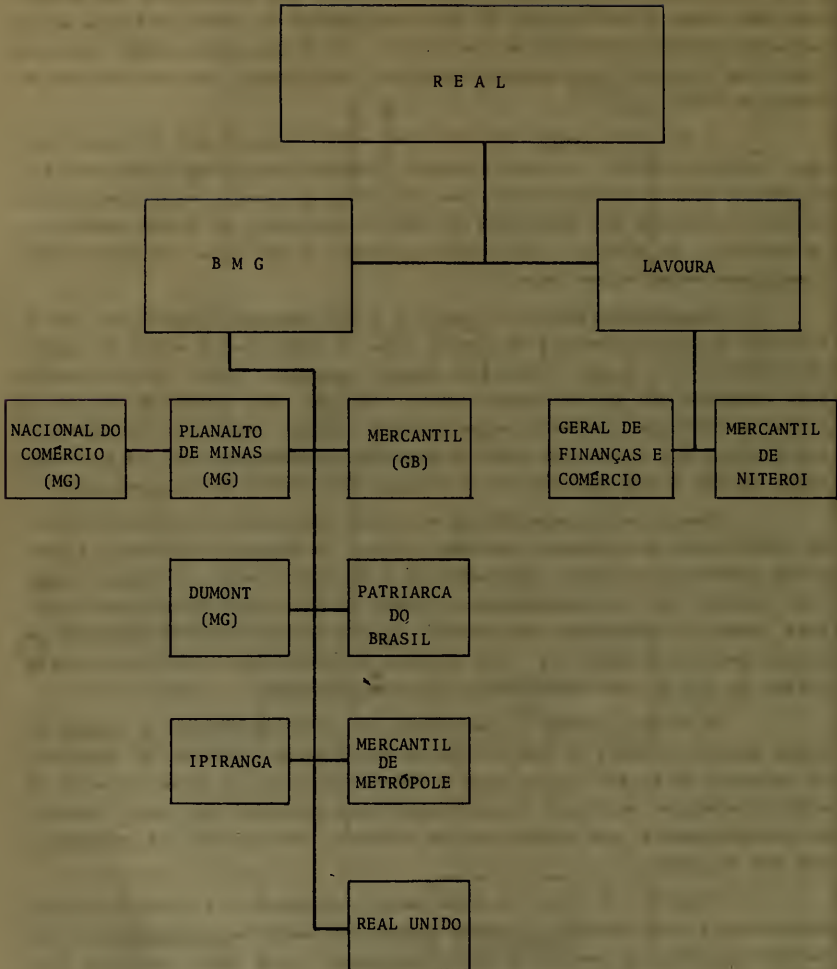 R E A L
B M G
LAVOURA
NACIONAL DO
COMÉRCIO
(MG)
PLANALTO
DE MINAS
(MG)
MERCANTIL
(GB)
GERAL DE
FINANÇAS E
COMÉRCIO
MERCANTIL
DE
NITEROI
DUMONT
(MG)
PATRIARCA
DO
BRASIL
IPIRANGA
MERCANTIL
DE
METRÓPOLE
REAL UNIDO